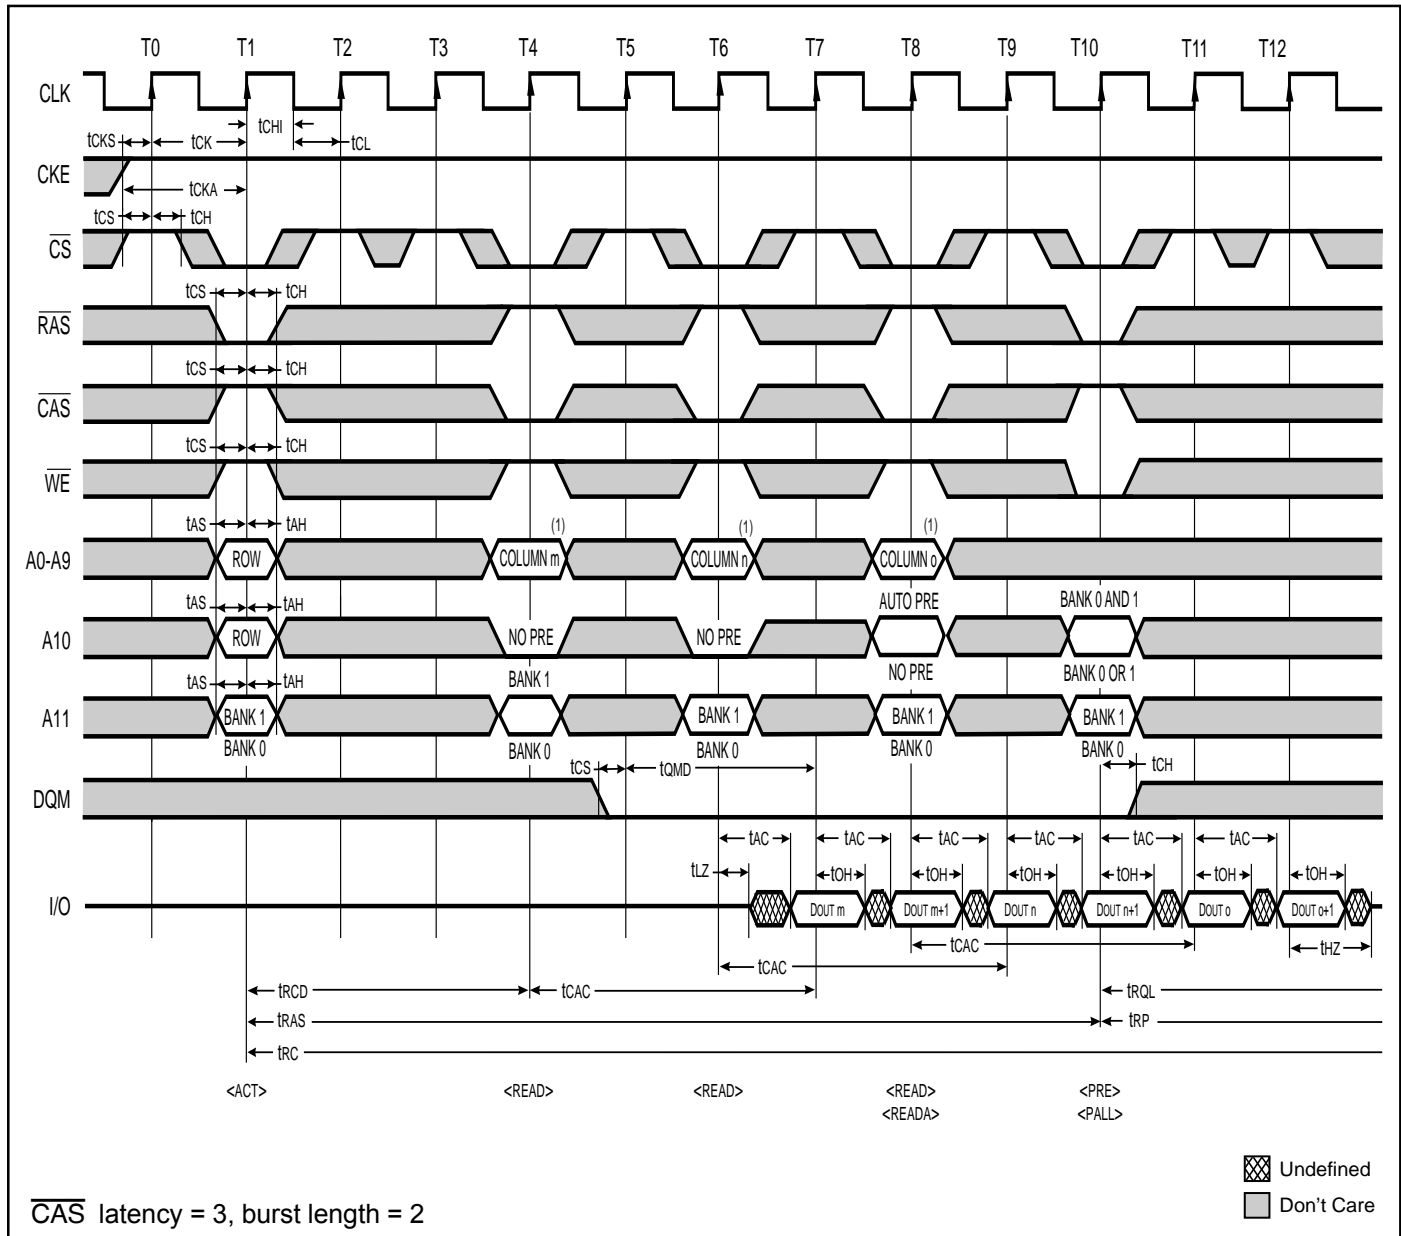 T0 T1 T2 T3 T4 T5 T6 T7 T8 T9 T10 T11 T12
CLK
tCHI
tCKS tCK tCL
CKE
tCKA
tCS tCH
CS
tCS tCH
RAS
tCS tCH
CAS
tCS tCH
WE
tAS tAH (1) (1) (1)
A0-A9 ROW COLUMN m COLUMN n COLUMN o
tAS tAH AUTO PRE BANK 0 AND 1
A10 ROW NO PRE NO PRE
BANK 1 NO PRE BANK 0 OR 1
tAS tAH
A11 BANK 1 BANK 1 BANK 1 BANK 1
BANK 0 BANK 0 BANK 0 BANK 0 BANK 0
tCS tQMD tCH
DQM
tAC tAC tAC tAC tAC tAC
tLZ tOH tOH tOH tOH tOH tOH
I/O DOUT m DOUT m+1 DOUT n DOUT n+1 DOUT o DOUT o+1
tCAC tHZ
tCAC
tRCD tCAC tRQL
tRAS tRP
tRC
<ACT> <READ> <READ> <READ> <PRE>
<READA> <PALL>
Undefined
Don't Care
CAS latency = 3, burst length = 2